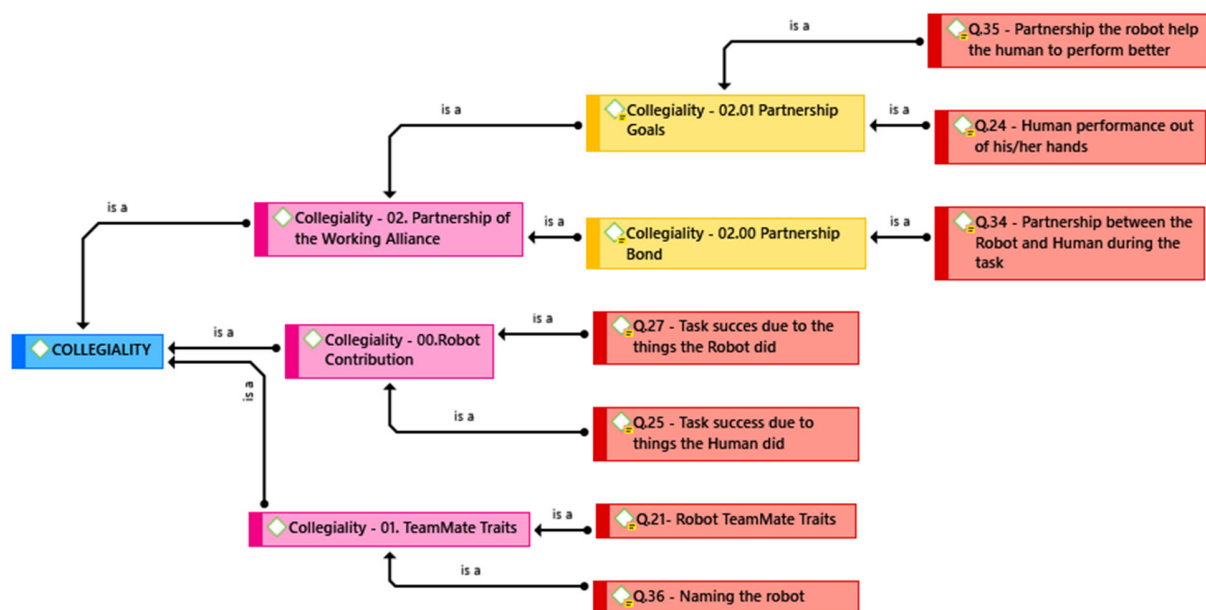 is a
Q.35 - Partnership the robot help
the human to perform better
is a
Collegiality - 02.01 Partnership
Goals
is a
Q.24 - Human performance out
of his/her hands
is a
Collegiality - 02. Partnership of
the Working Alliance
is a
Collegiality - 02.00 Partnership
Bond
is a
Q.34 - Partnership between the
Robot and Human during the
task
COLLEGIALITY
is a
Collegiality - 00.Robot
Contribution
is a
Q.27 - Task succes due to the
things the Robot did
is a
Q.25 - Task success due to
things the Human did
is a
Collegiality - 01. TeamMate Traits
is a
Q.21- Robot TeamMate Traits
is a
Q.36 - Naming the robot